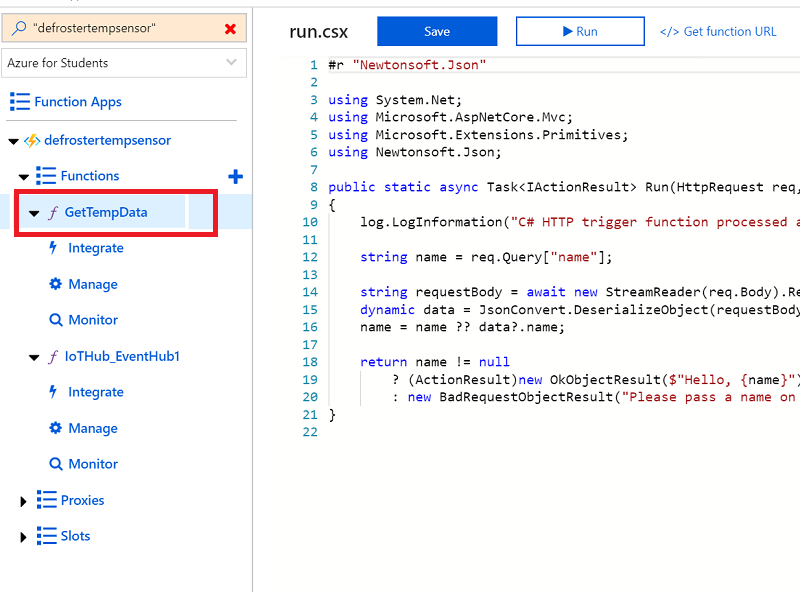 "defrostertempsensor"
Azure for Students
Function Apps
defrostertempsensor
Functions
GetTempData
Integrate
Manage
Monitor
IoTHub_EventHub1
Integrate
Manage
Monitor
Proxies
Slots
run.csx Save Run </> Get function URL
1 #r "Newtonsoft.Json"
2
3 using System.Net;
4 using Microsoft.AspNetCore.Mvc;
5 using Microsoft.Extensions.Primitives;
6 using Newtonsoft.Json;
7
8 public static async Task<IActionResult> Run(HttpRequest req,
9 {
10 log.LogInformation("C# HTTP trigger function processed a
11
12 string name = req.Query["name"];
13
14 string requestBody = await new StreamReader(req.Body).Re
15 dynamic data = JsonConvert.DeserializeObject(requestBody
16 name = name ?? data?.name;
17
18 return name != null
19 ? (ActionResult)new OkObjectResult($"Hello, {name}")
20 : new BadRequestObjectResult("Please pass a name on
21 }
22